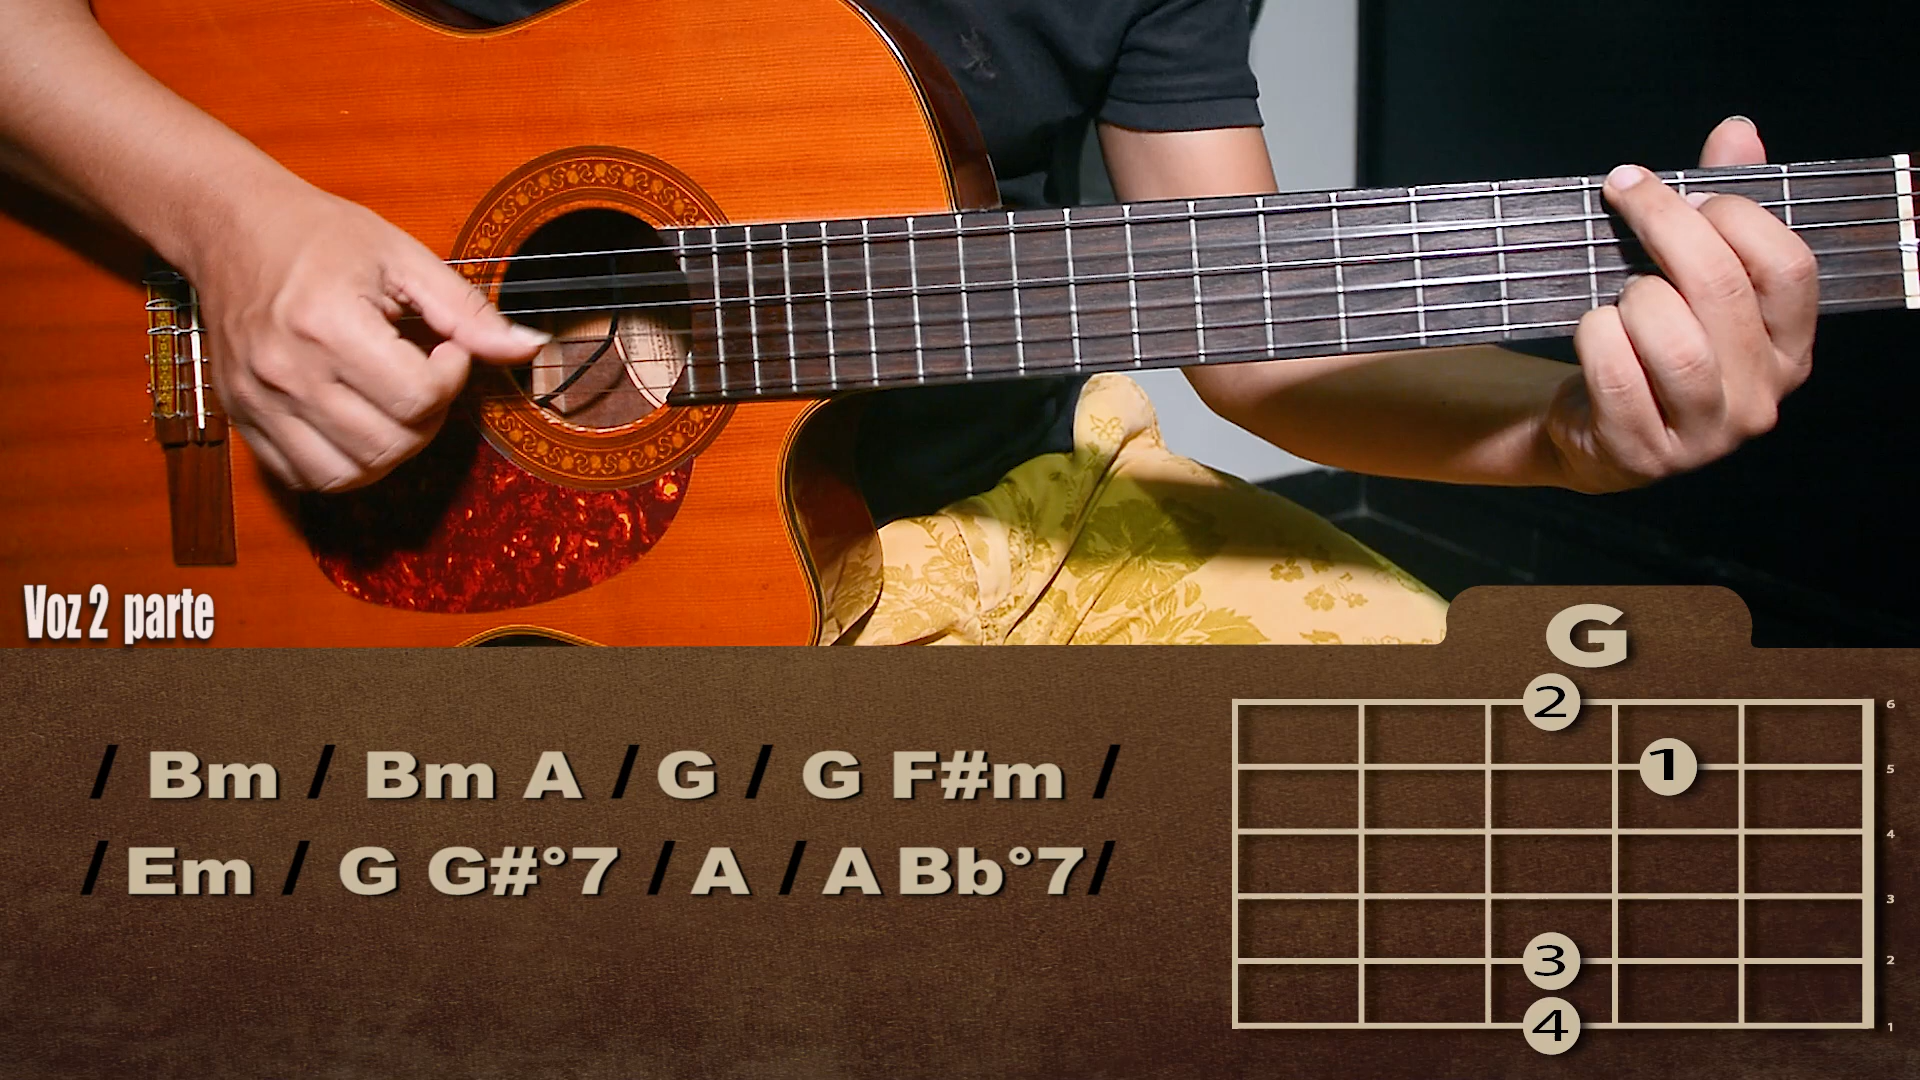 Voz 2 parte
G
/ Bm / Bm A / G / G F#m /
/ Em / G G#°7 / A / A Bb°7 /
2
1
3
4
6
5
4
3
2
1